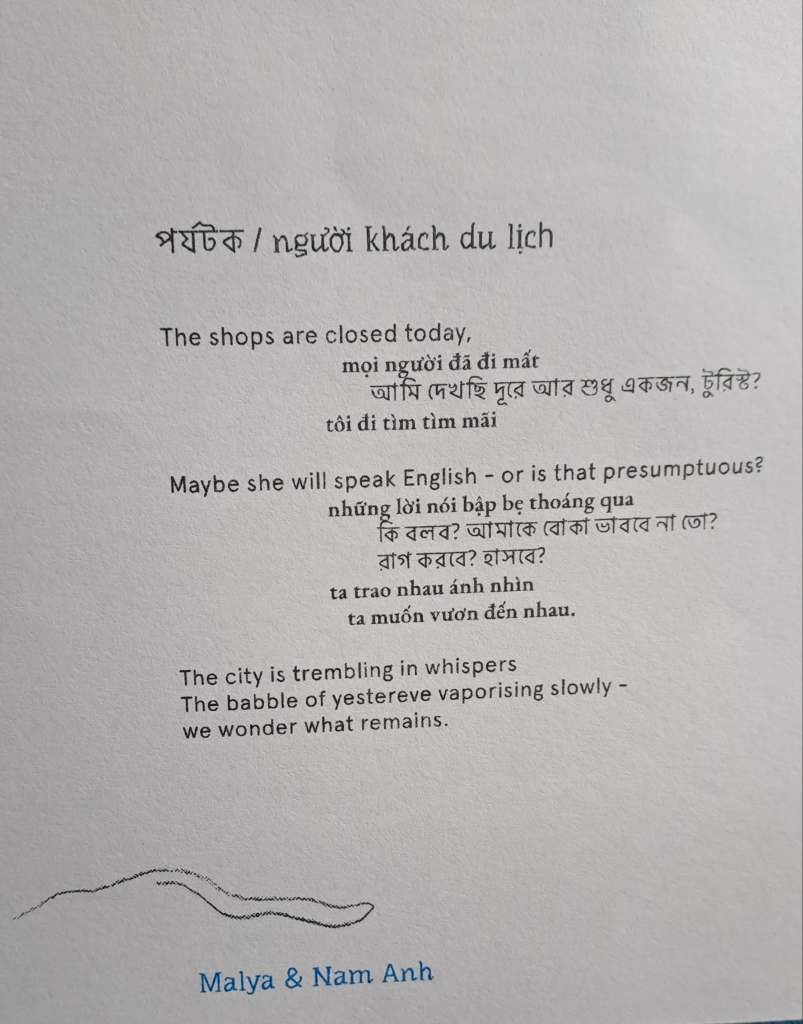 পর্যটক / người khách du lịch
The shops are closed today,
mọi người đã đi mất
আমি দেখছি দূরে আর শুধু একজন, টুরিস্ট?
tôi đi tìm tìm mãi
Maybe she will speak English - or is that presumptuous?
những lời nói bập bẹ thoáng qua
কি বলব? আমাকে বোকা ভাববে না তো?
রাগ করবে? হাসবে?
ta trao nhau ánh nhìn
ta muốn vươn đến nhau.
The city is trembling in whispers
The babble of yestereve vaporising slowly -
we wonder what remains.
Malya & Nam Anh